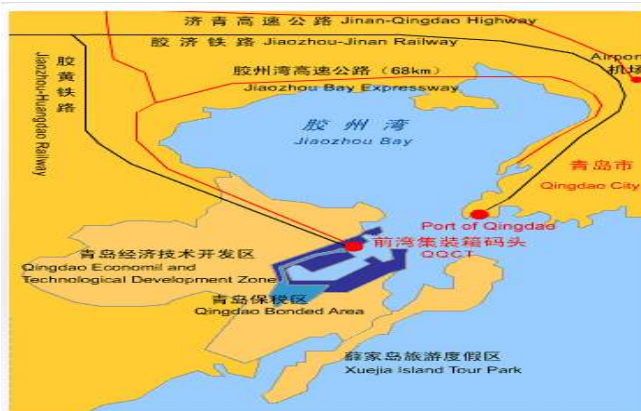 济青高速公路 Jinan-Qingdao Highway
胶济铁路 Jiaozhou-Jinan Railway
胶黄铁路
Jiaozhou-Huangdao Railway
Airport
机场
胶州湾高速公路（68km）
Jiaozhou Bay Expressway
胶州湾
Jiaozhou Bay
青岛市
Qingdao City
Port of Qingdao
前湾集装箱码头
QQCT
青岛经济技术开发区
Qingdao Economil and
Technological Development Zone
青岛保税区
Qingdao Bonded Area
薛家岛旅游度假区
Xuejia Island Tour Park